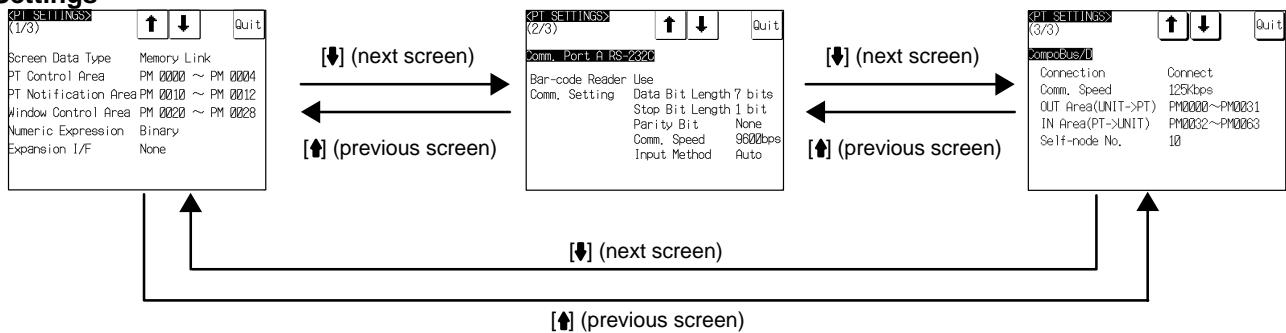 <PT SETTINGS>
(1/3)
↑ ↓ Quit
Screen Data Type Memory Link
PT Control Area PM 0000 ～ PM 0004
PT Notification Area PM 0010 ～ PM 0012
Window Control Area PM 0020 ～ PM 0028
Numeric Expression Binary
Expansion I/F None
[↓] (next screen)
[↑] (previous screen)
<PT SETTINGS>
(2/3)
↑ ↓ Quit
Comm. Port A RS-232C
Bar-code Reader Use
Comm. Setting Data Bit Length 7 bits
Stop Bit Length 1 bit
Parity Bit None
Comm. Speed 9600bps
Input Method Auto
[↓] (next screen)
[↑] (previous screen)
<PT SETTINGS>
(3/3)
↑ ↓ Quit
CompoBus/D
Connection Connect
Comm. Speed 125Kbps
OUT Area(UNIT->PT) PM0000～PM0031
IN Area(PT->UNIT) PM0032～PM0063
Self-node No. 10
[↓] (next screen)
[↑] (previous screen)